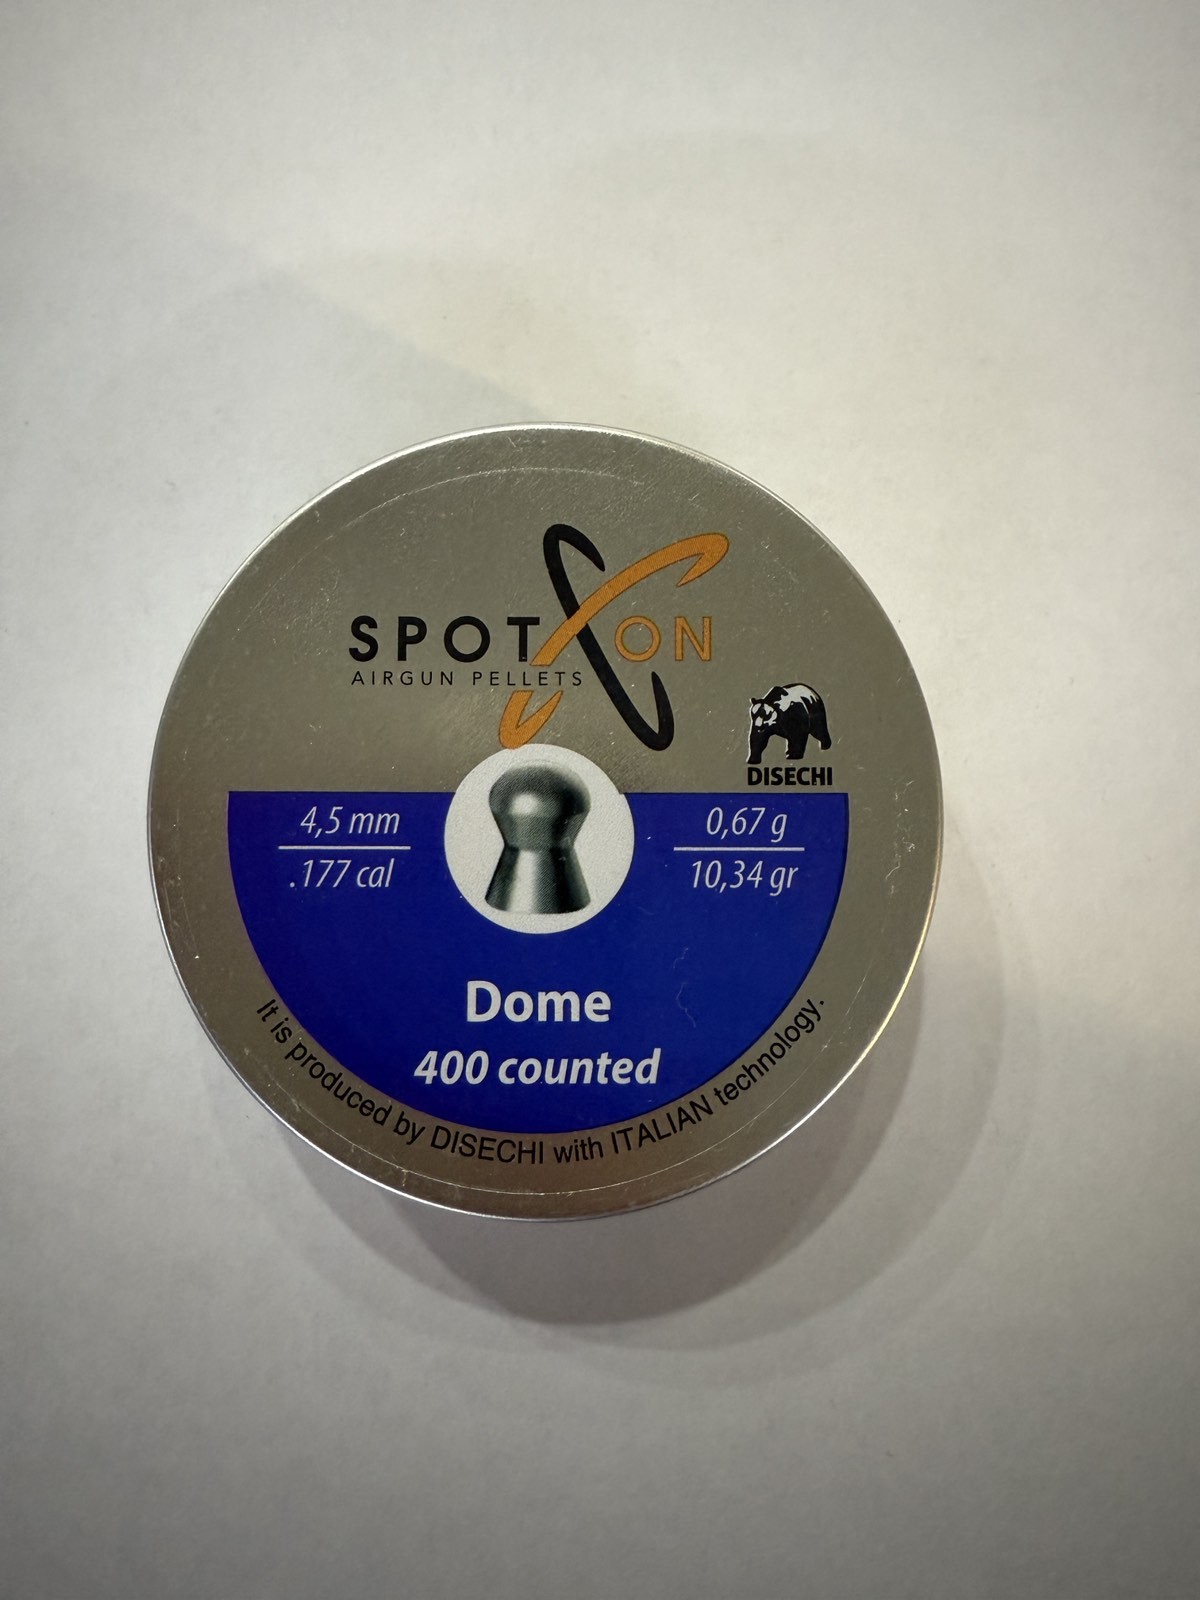 SPOT ON
AIRGUN PELLETS
DISECHI
4,5 mm
.177 cal
0,67 g
10,34 gr
Dome
400 counted
It is produced by DISECHI with ITALIAN technology.